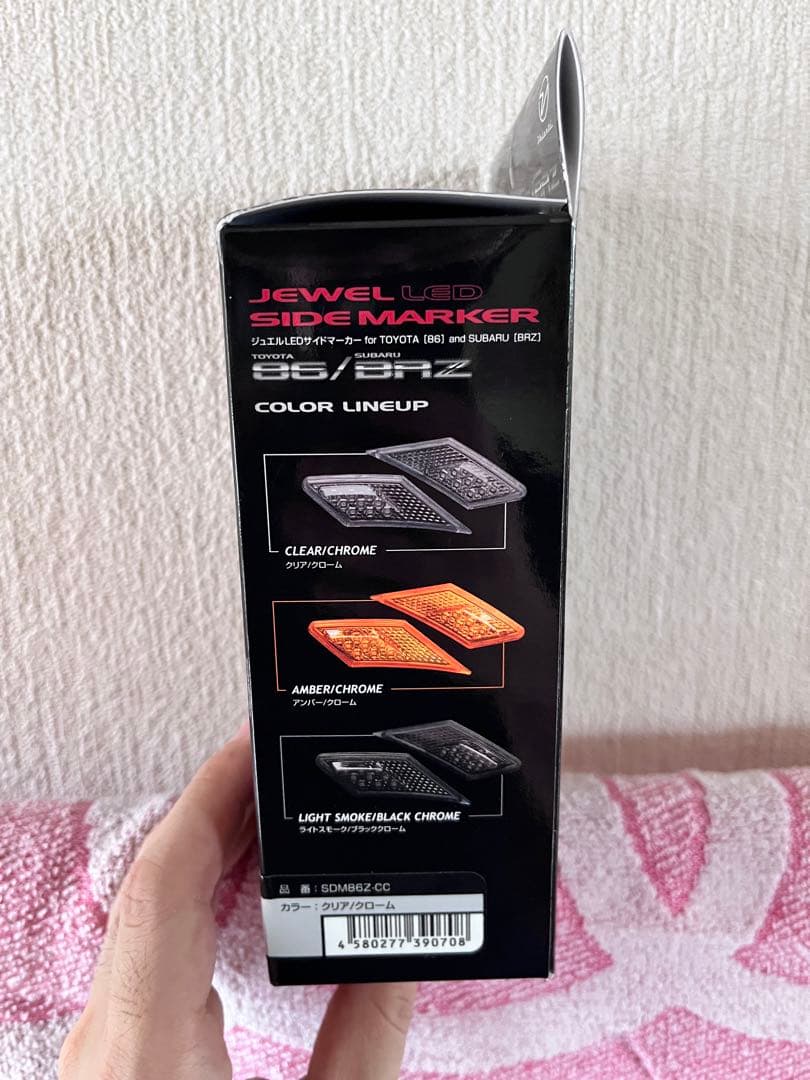 JEWEL LED
SIDE MARKER
ジュエルLEDサイドマーカー for TOYOTA [86] and SUBARU [BRZ]
TOYOTA SUBARU
86/BRZ
COLOR LINEUP
CLEAR/CHROME
クリア/クローム
AMBER/CHROME
アンバー/クローム
LIGHT SMOKE/BLACK CHROME
ライトスモーク/ブラッククローム
品 番:SDM86Z-CC
カラー:クリア/クローム
4 580277 390708